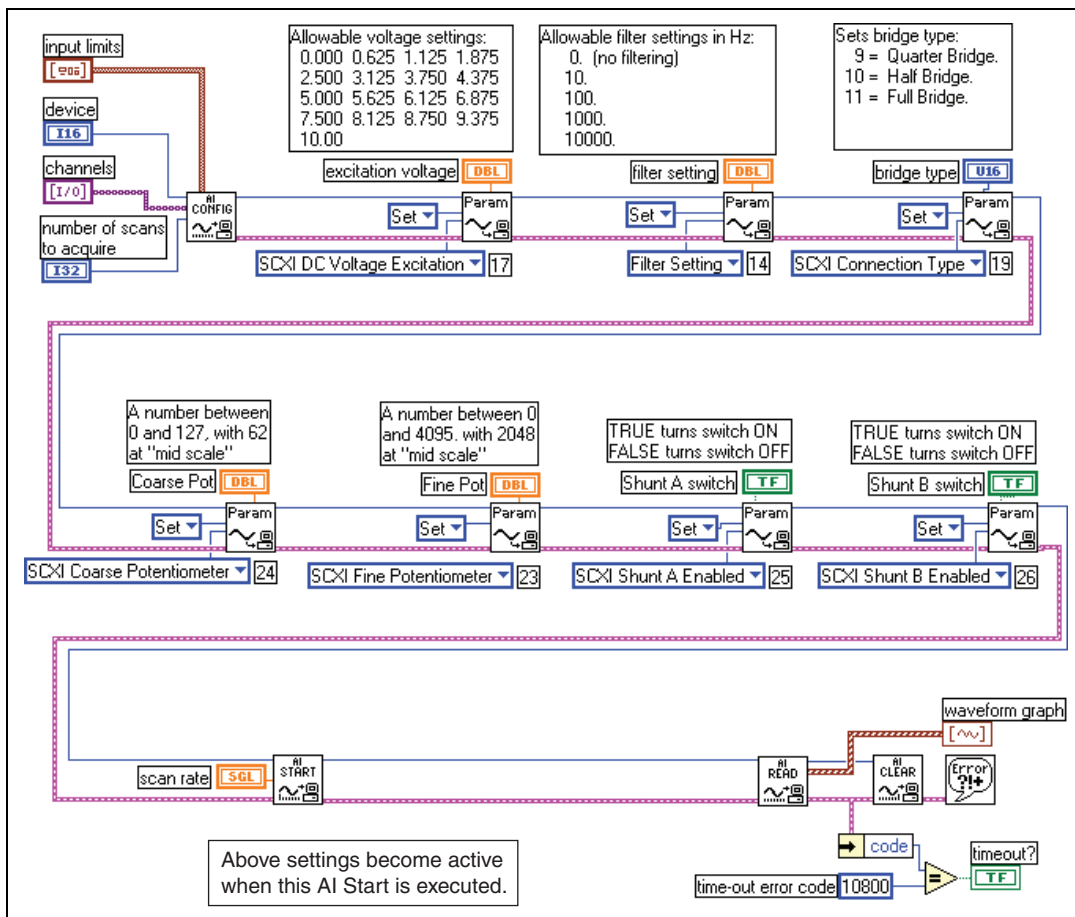 input limits
device
I16
channels
[I/O]
number of scans
to acquire
I32
AI
CONFIG
Allowable voltage settings:
0.000 0.625 1.125 1.875
2.500 3.125 3.750 4.375
5.000 5.625 6.125 6.875
7.500 8.125 8.750 9.375
10.00
excitation voltage
DBL
Set
Param
SCXI DC Voltage Excitation
17
Allowable filter settings in Hz:
0. (no filtering)
10.
100.
1000.
10000.
filter setting
DBL
Set
Param
Filter Setting
14
Sets bridge type:
9 = Quarter Bridge.
10 = Half Bridge.
11 = Full Bridge.
bridge type
U16
Set
Param
SCXI Connection Type
19
A number between
0 and 127, with 62
at "mid scale"
Coarse Pot
DBL
Set
Param
SCXI Coarse Potentiometer
24
A number between 0
and 4095. with 2048
at "mid scale"
Fine Pot
DBL
Set
Param
SCXI Fine Potentiometer
23
TRUE turns switch ON
FALSE turns switch OFF
Shunt A switch
TF
Set
Param
SCXI Shunt A Enabled
25
TRUE turns switch ON
FALSE turns switch OFF
Shunt B switch
TF
Set
Param
SCXI Shunt B Enabled
26
scan rate
SGL
AI
START
AI
READ
AI
CLEAR
waveform graph
Error
?!+
code
timeout?
TF
time-out error code
10800
=
Above settings become active
when this AI Start is executed.